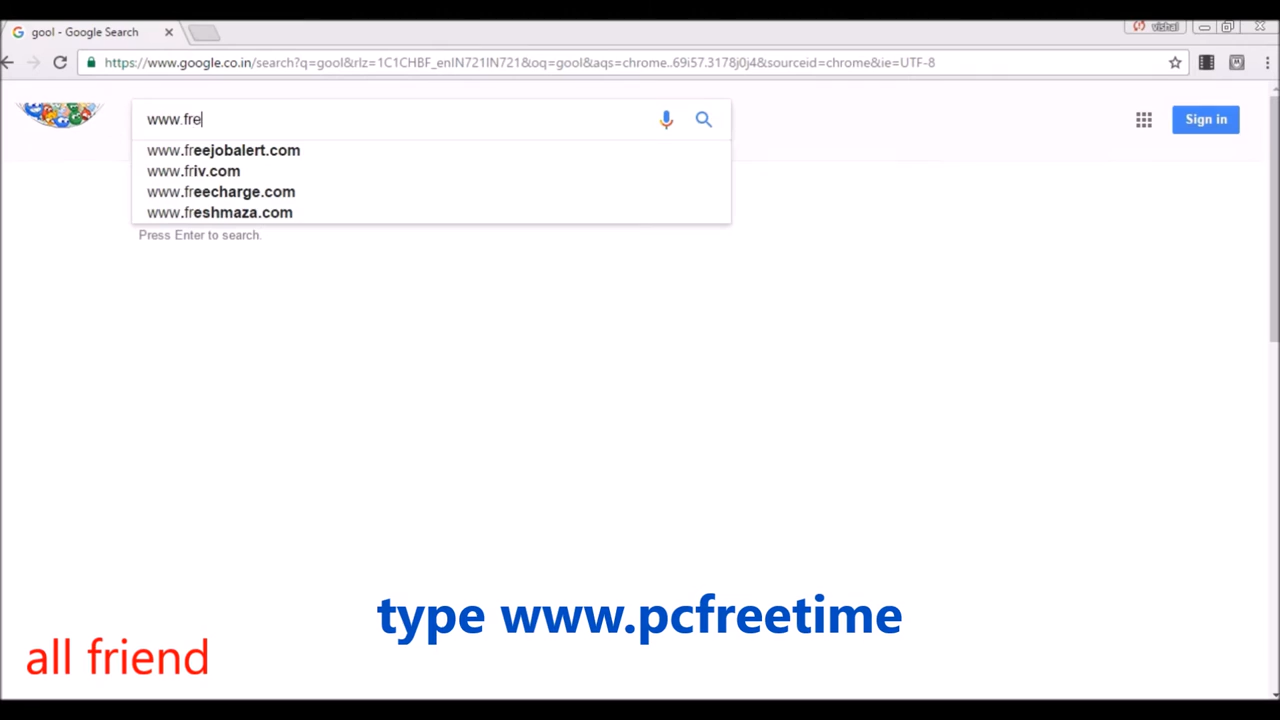 gool - Google Search
vishal
https://www.google.co.in/search?q=gool&rlz=1C1CHBF_enIN721IN721&oq=gool&aqs=chrome..69i57.3178j0j4&sourceid=chrome&ie=UTF-8
www.fre
Sign in
www.freejobalert.com
www.friv.com
www.freecharge.com
www.freshmaza.com
Press Enter to search.
type www.pcfreetime
all friend